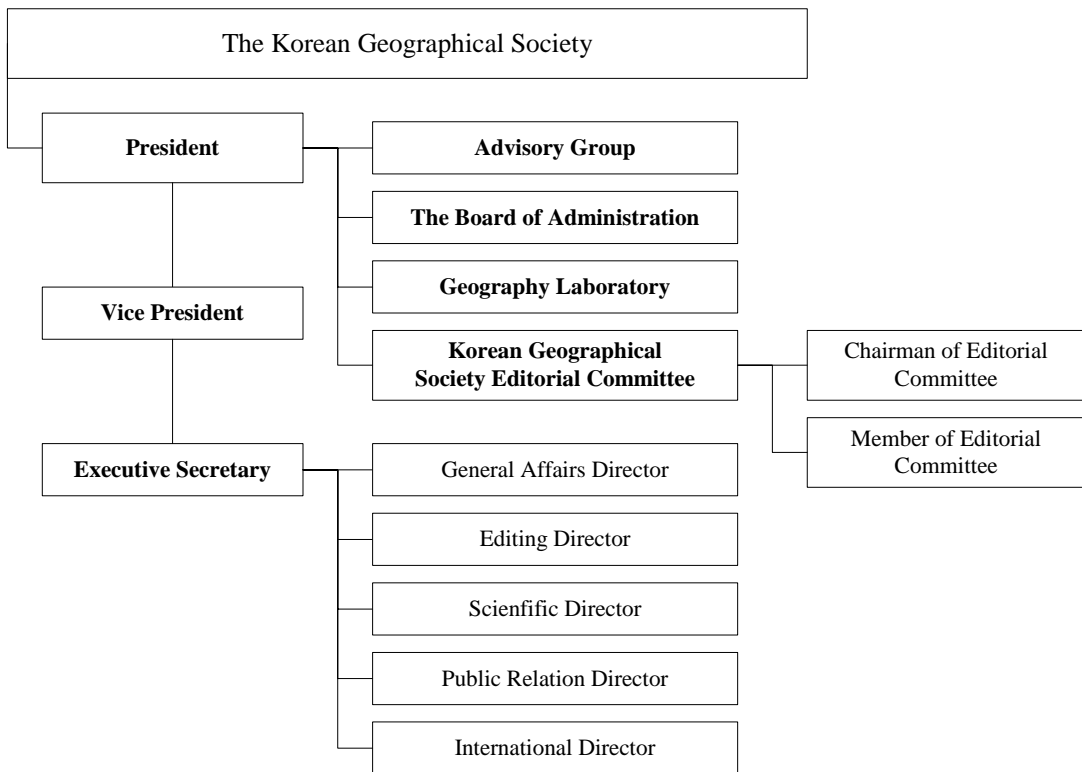 The Korean Geographical Society
President
Advisory Group
The Board of Administration
Geography Laboratory
Vice President
Korean Geographical
Society Editorial Committee
Chairman of Editorial
Committee
Member of Editorial
Committee
Executive Secretary
General Affairs Director
Editing Director
Scienfific Director
Public Relation Director
International Director